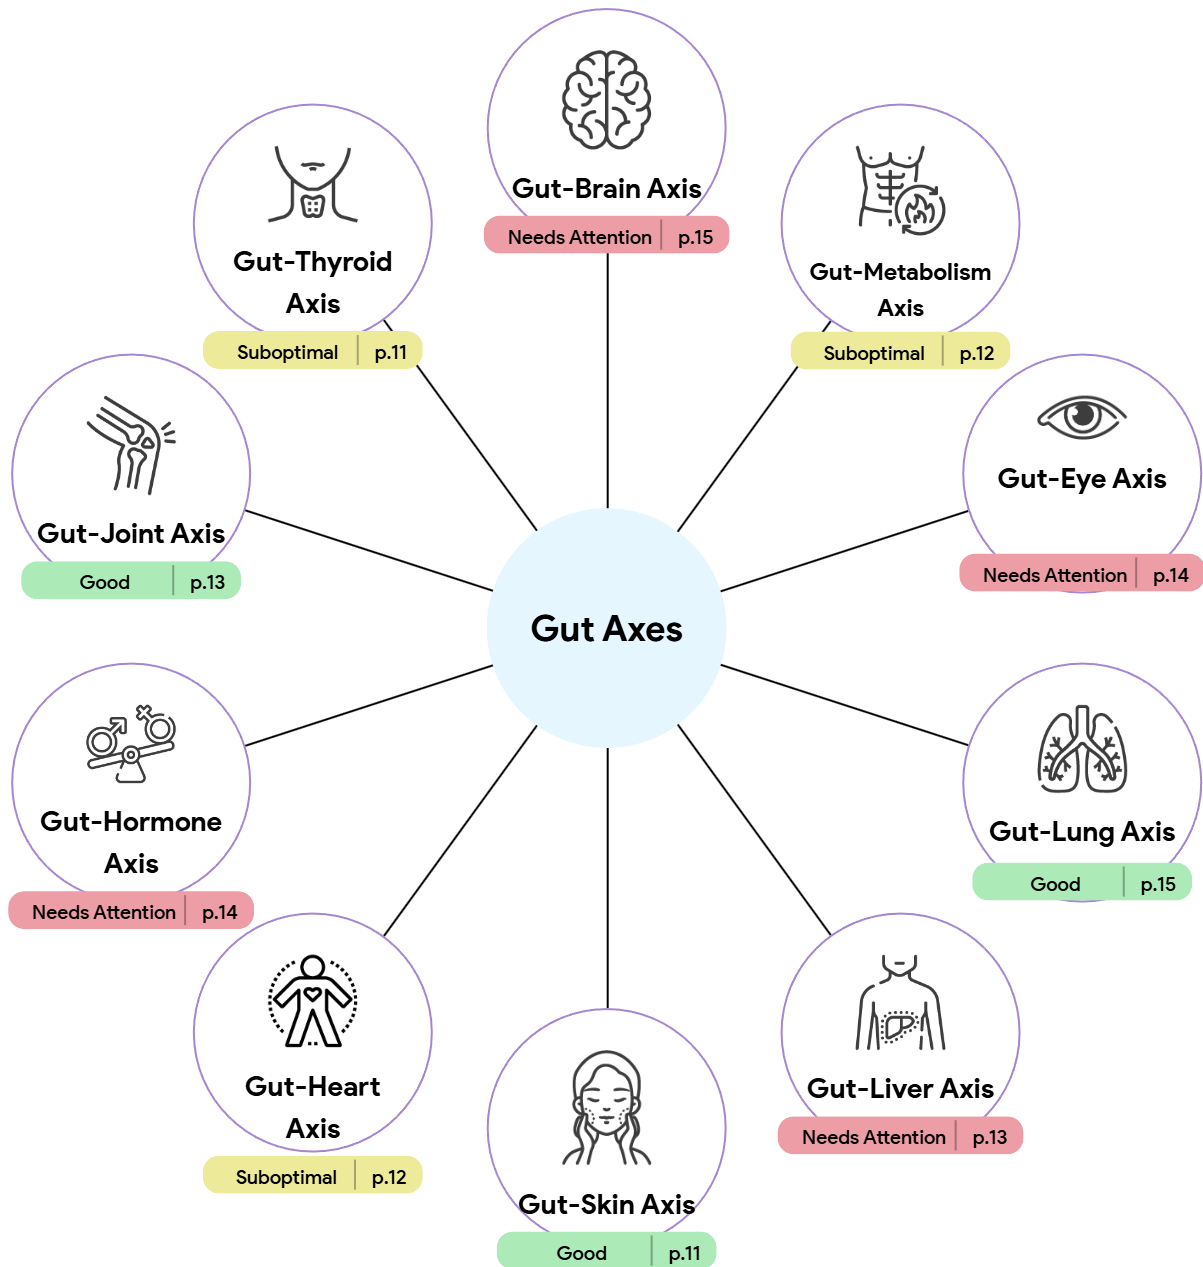 Gut-Brain Axis
Needs Attention | p.15
Gut-Thyroid
Axis
Suboptimal | p.11
Gut-Metabolism
Axis
Suboptimal | p.12
Gut-Joint Axis
Good | p.13
Gut-Eye Axis
Needs Attention | p.14
Gut Axes
Gut-Hormone
Axis
Needs Attention | p.14
Gut-Lung Axis
Good | p.15
Gut-Heart
Axis
Suboptimal | p.12
Gut-Liver Axis
Needs Attention | p.13
Gut-Skin Axis
Good | p.11